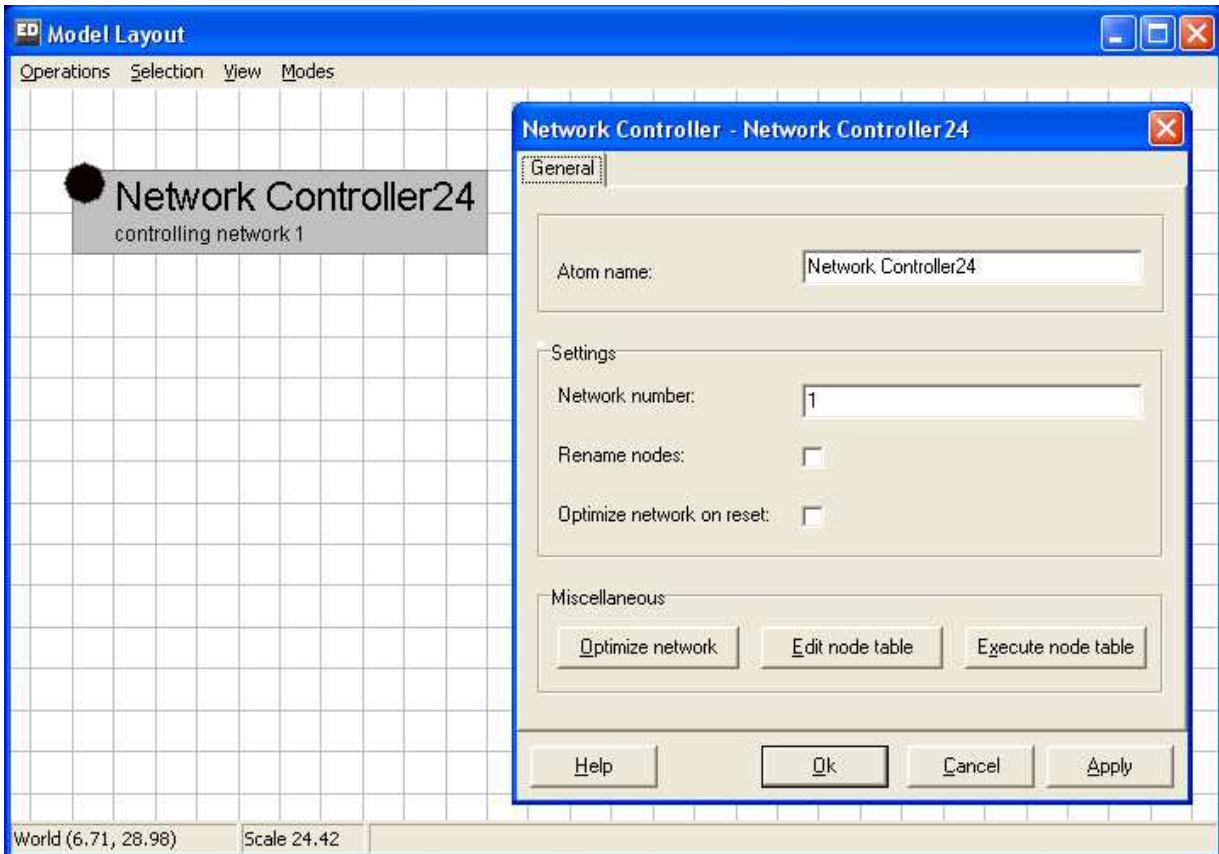 ED Model Layout
Operations Selection View Modes
Network Controller24
controlling network 1
Network Controller - Network Controller24
General
Atom name: Network Controller24
Settings
Network number: 1
Rename nodes:
Optimize network on reset:
Miscellaneous
Optimize network Edit node table Execute node table
Help Ok Cancel Apply
World (6.71, 28.98) Scale 24.42